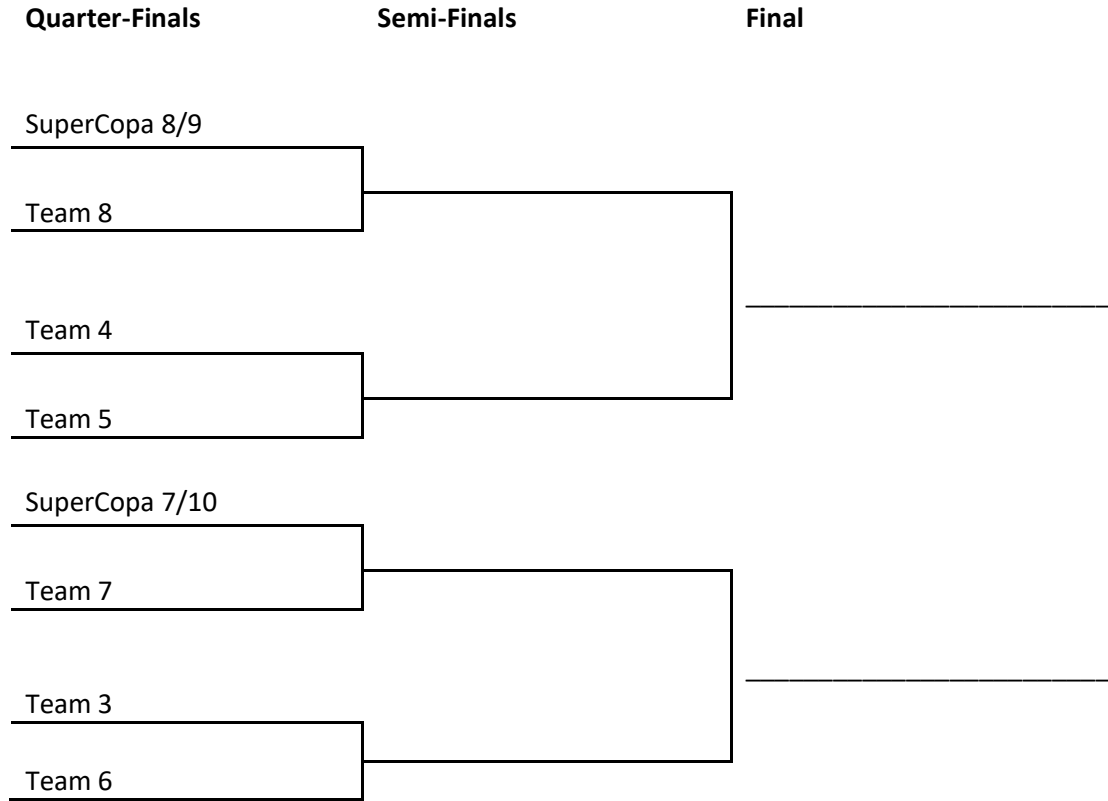 Quarter-Finals Semi-Finals Final
SuperCopa 8/9
Team 8
Team 4
Team 5
SuperCopa 7/10
Team 7
Team 3
Team 6